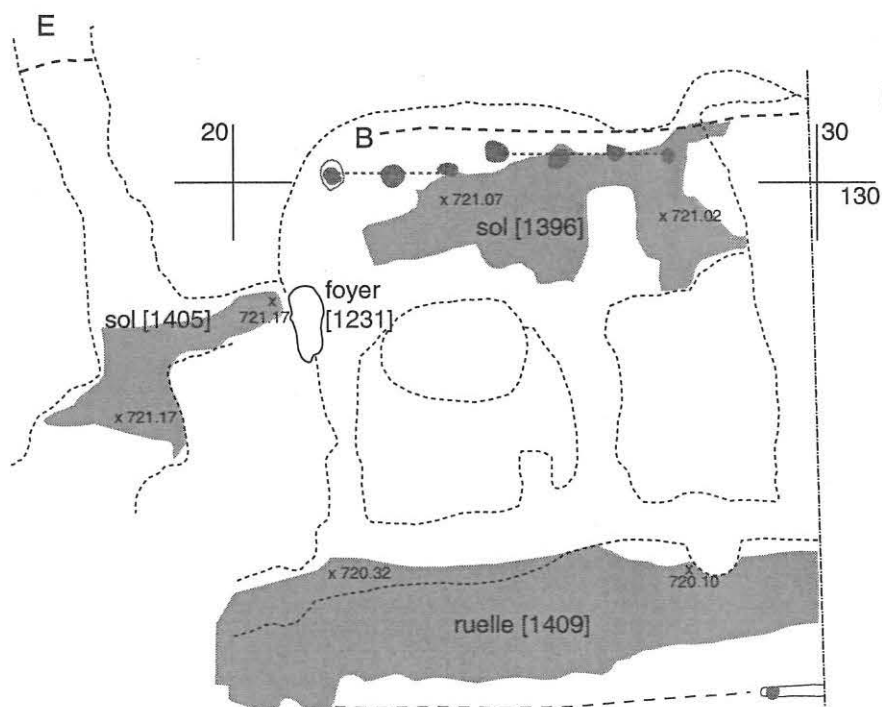 E
20
B
30
130
x 721.07
x 721.02
sol [1396]
foyer
[1231]
sol [1405]
x
721.17
x 721.17
x 720.32
x
720.10
ruelle [1409]